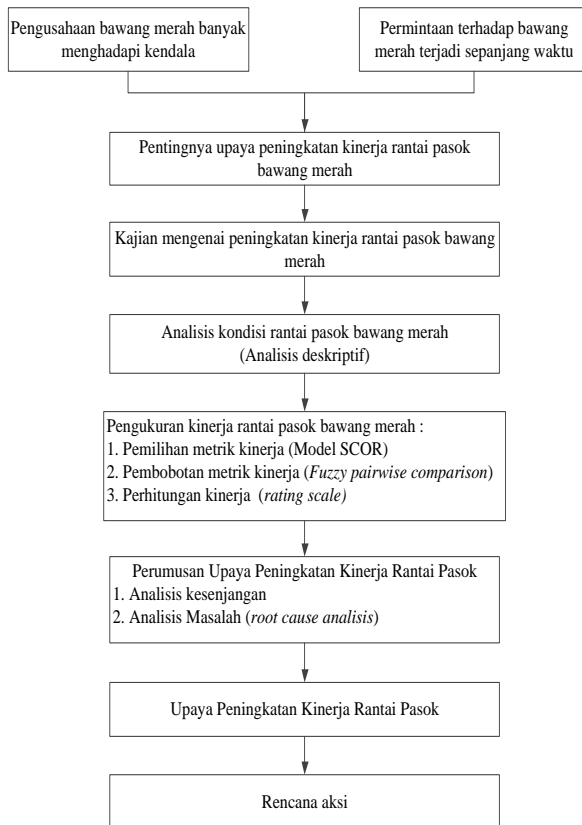 Pengusahaan bawang merah banyak
menghadapi kendala
Permintaan terhadap bawang
merah terjadi sepanjang waktu
Pentingnya upaya peningkatan kinerja rantai pasok
bawang merah
Kajian mengenai peningkatan kinerja rantai pasok bawang
merah
Analisis kondisi rantai pasok bawang merah
(Analisis deskriptif)
Pengukuran kinerja rantai pasok bawang merah :
1. Pemilihan metrik kinerja (Model SCOR)
2. Pembobotan metrik kinerja (Fuzzy pairwise comparison)
3. Perhitungan kinerja (rating scale)
Perumusan Upaya Peningkatan Kinerja Rantai Pasok
1. Analisis kesenjangan
2. Analisis Masalah (root cause analisis)
Upaya Peningkatan Kinerja Rantai Pasok
Rencana aksi